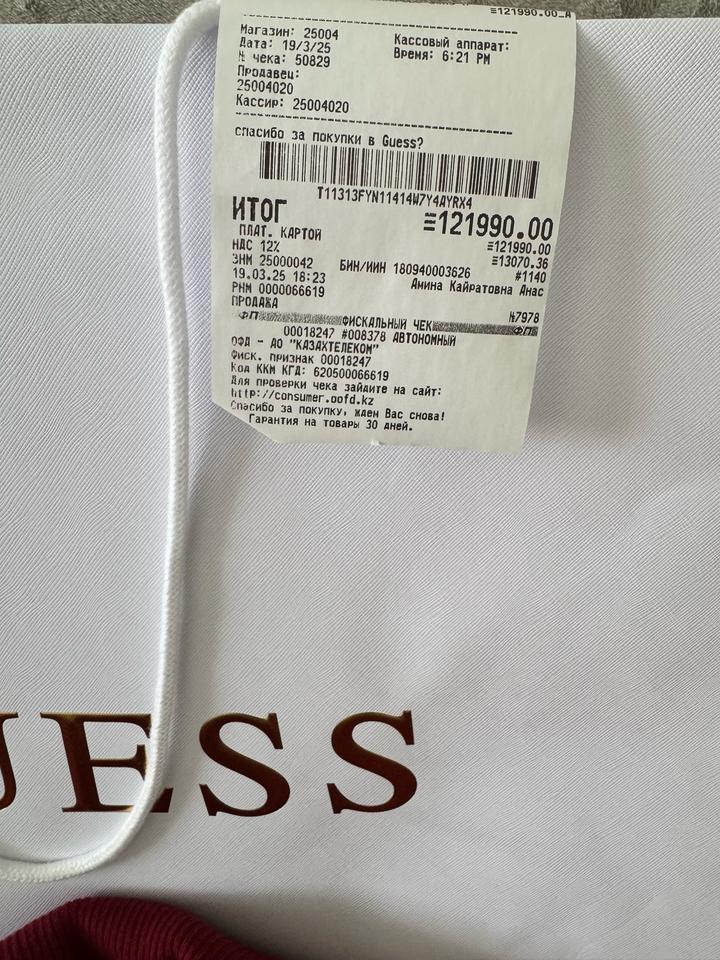 =121990.00_A
Магазин: 25004 Кассовый аппарат:
Дата: 19/3/25 Время: 6:21 PM
№ чека: 50829
Продавец:
25004020
Кассир: 25004020
спасибо за покупки в Guess?
T11313FYN11414W7Y4AYRX4
ИТОГ =121990.00
ПЛАТ. КАРТОЙ =121990.00
НДС 12% =13070.36
ЗНМ 25000042 БИН/ИИН 180940003626 #1140
19.03.25 18:23 Амина Кайратовна Анас
РНМ 0000066619
ПРОДАЖА №7978
ФП ФИСКАЛЬНЫЙ ЧЕК ФП
00018247 #008378 АВТОНОМНЫЙ
ОФД - АО "КАЗАХТЕЛЕКОМ"
Фиск. признак 00018247
Код ККМ КГД: 620500066619
Для проверки чека зайдите на сайт:
http://consumer.oofd.kz
Спасибо за покупку, ждем Вас снова!
Гарантия на товары 30 дней.
UESS